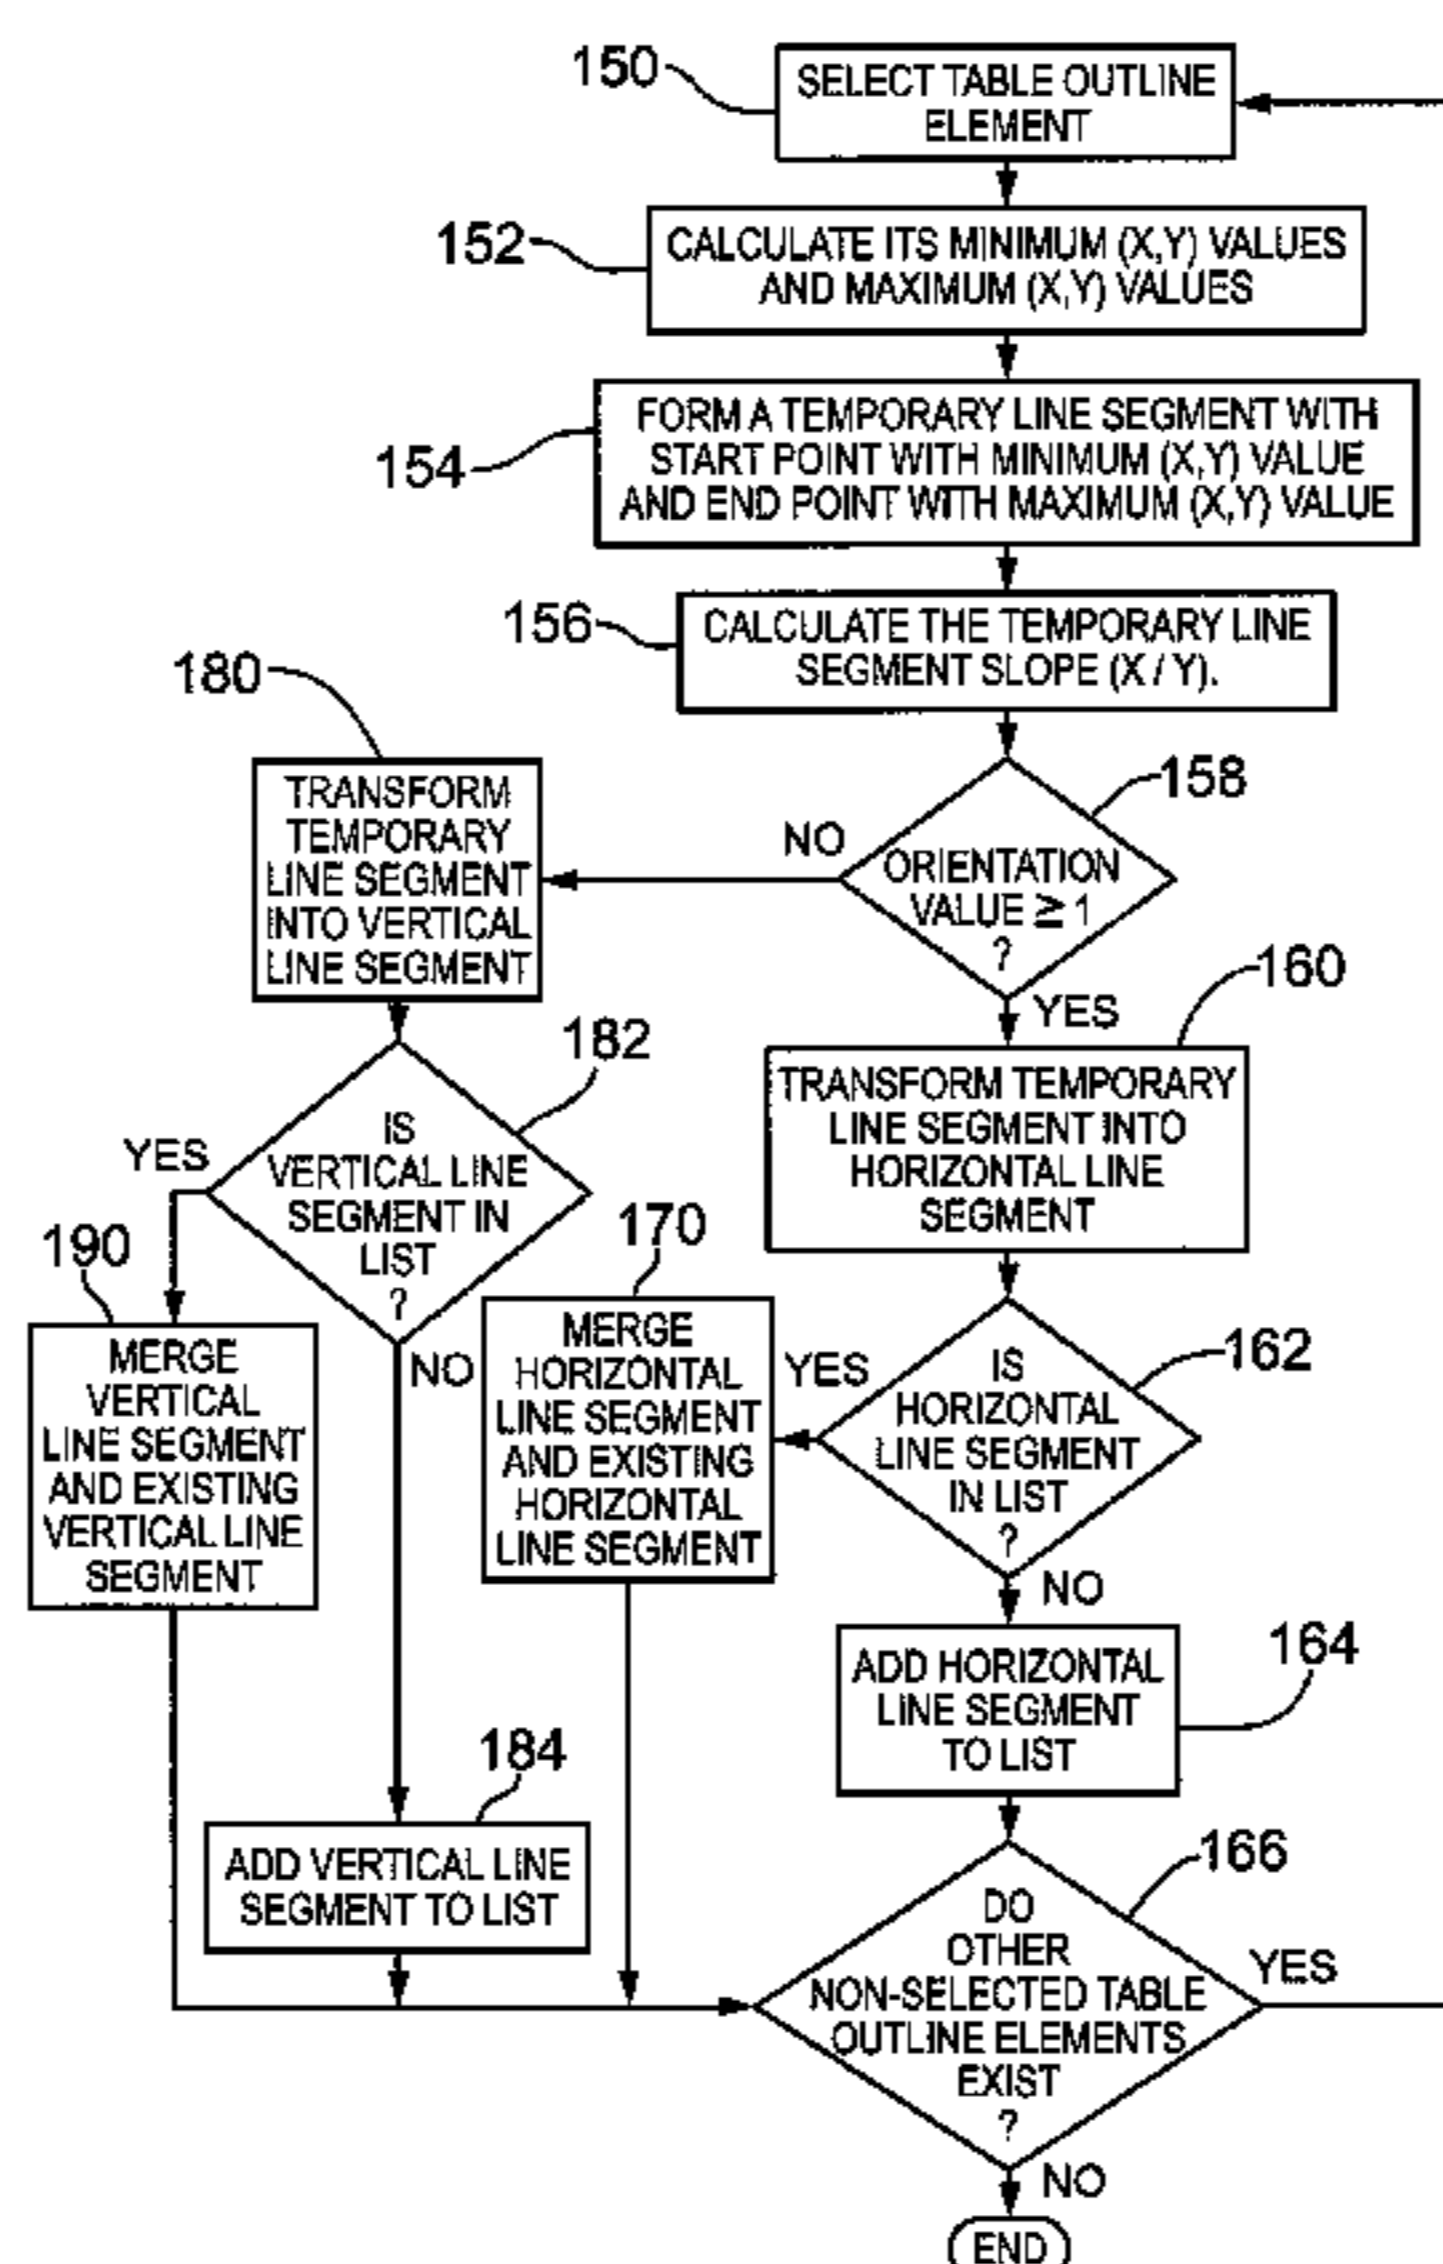 150
SELECT TABLE OUTLINE
ELEMENT
152
CALCULATE ITS MINIMUM (X,Y) VALUES
AND MAXIMUM (X,Y) VALUES
154
FORM A TEMPORARY LINE SEGMENT WITH
START POINT WITH MINIMUM (X,Y) VALUE
AND END POINT WITH MAXIMUM (X,Y) VALUE
156
CALCULATE THE TEMPORARY LINE
SEGMENT SLOPE (X / Y).
158
ORIENTATION
VALUE ≧ 1
?
NO
YES
180
TRANSFORM
TEMPORARY
LINE SEGMENT
INTO VERTICAL
LINE SEGMENT
160
TRANSFORM TEMPORARY
LINE SEGMENT INTO
HORIZONTAL LINE
SEGMENT
182
IS
VERTICAL LINE
SEGMENT IN
LIST
?
YES
NO
190
MERGE
VERTICAL
LINE SEGMENT
AND EXISTING
VERTICAL LINE
SEGMENT
170
MERGE
HORIZONTAL
LINE SEGMENT
AND EXISTING
HORIZONTAL
LINE SEGMENT
162
IS
HORIZONTAL
LINE SEGMENT
IN LIST
?
YES
NO
164
ADD HORIZONTAL
LINE SEGMENT
TO LIST
184
ADD VERTICAL LINE
SEGMENT TO LIST
166
DO
OTHER
NON-SELECTED TABLE
OUTLINE ELEMENTS
EXIST
?
YES
NO
END